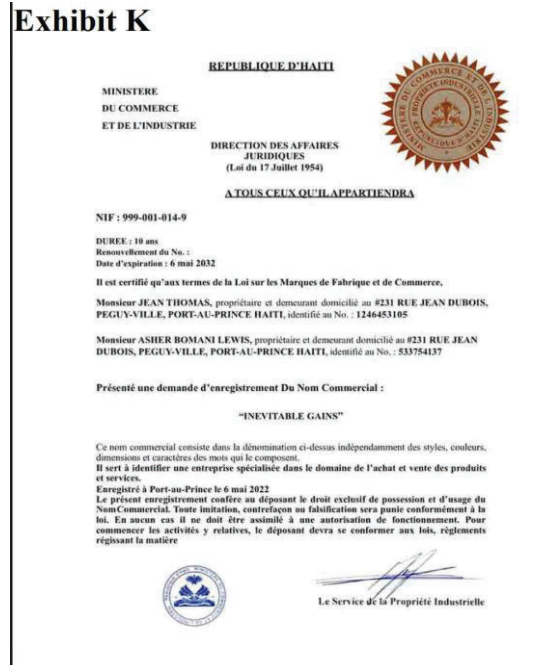 Exhibit K
REPUBLIQUE D'HAITI
MINISTERE
DU COMMERCE
ET DE L'INDUSTRIE
DIRECTION DES AFFAIRES
JURIDIQUES
(Loi du 17 Juillet 1954)
A TOUS CEUX QU'IL APPARTIENDRA
NIF : 999-001-014-9
DUREE : 10 ans
Renouvellement du No. :
Date d'expiration : 6 mai 2032
Il est certifié qu'aux termes de la Loi sur les Marques de Fabrique et de Commerce,
Monsieur JEAN THOMAS, propriétaire et demeurant domicilié au #231 RUE JEAN DUBOIS,
PEGUY-VILLE, PORT-AU-PRINCE HAITI, identifié au No. : 1246453105
Monsieur ASHER BOMANI LEWIS, propriétaire et demeurant domicilié au #231 RUE JEAN
DUBOIS, PEGUY-VILLE, PORT-AU-PRINCE HAITI, identifié au No. : 533754137
Présenté une demande d'enregistrement Du Nom Commercial :
“INEVITABLE GAINS”
Ce nom commercial consiste dans la dénomination ci-dessus indépendamment des styles, couleurs,
dimensions et caractères des mots qui le composent.
Il sert à identifier une entreprise spécialisée dans le domaine de l'achat et vente des produits
et services.
Enregistré à Port-au-Prince le 6 mai 2022
Le présent enregistrement confère au déposant le droit exclusif de possession et d'usage du
NomCommercial. Toute imitation, contrefaçon ou falsification sera punie conformément à la
loi. En aucun cas il ne doit être assimilé à une autorisation de fonctionnement. Pour
commencer les activités y relatives, le déposant devra se conformer aux lois, règlements
régissant la matière
Le Service de la Propriété Industrielle
MINISTERE DU COMMERCE ET DE L'INDUSTRIE
PROPRIETE INDUSTRIELLE
REPUBLIQUE D'HAITI